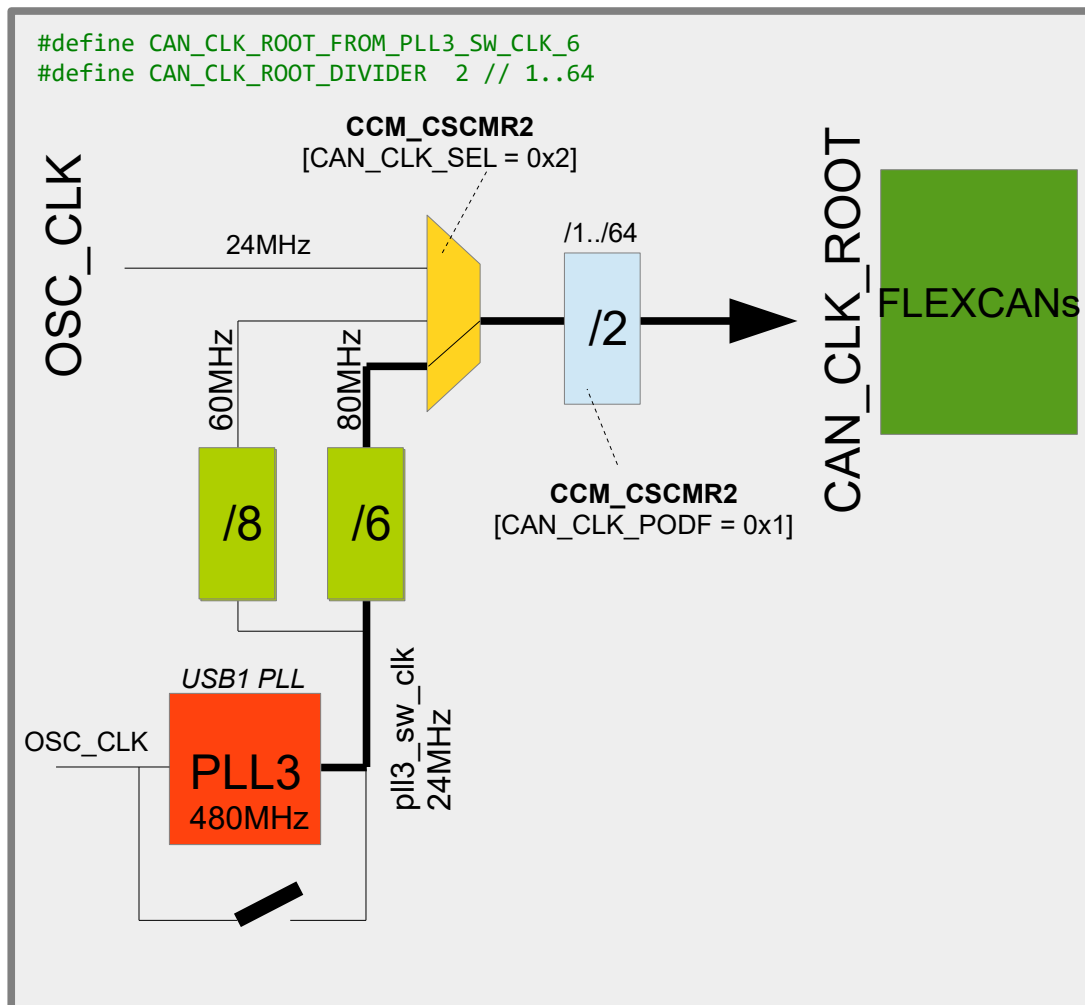 #define CAN_CLK_ROOT_FROM_PLL3_SW_CLK_6
#define CAN_CLK_ROOT_DIVIDER  2 // 1..64
CCM_CSCMR2
[CAN_CLK_SEL = 0x2]
OSC_CLK
24MHz
/1../64
CAN_CLK_ROOT
FLEXCANs
/2
60MHz
80MHz
CCM_CSCMR2
[CAN_CLK_PODF = 0x1]
/8
/6
USB1 PLL
pll3_sw_clk
24MHz
OSC_CLK
PLL3
480MHz